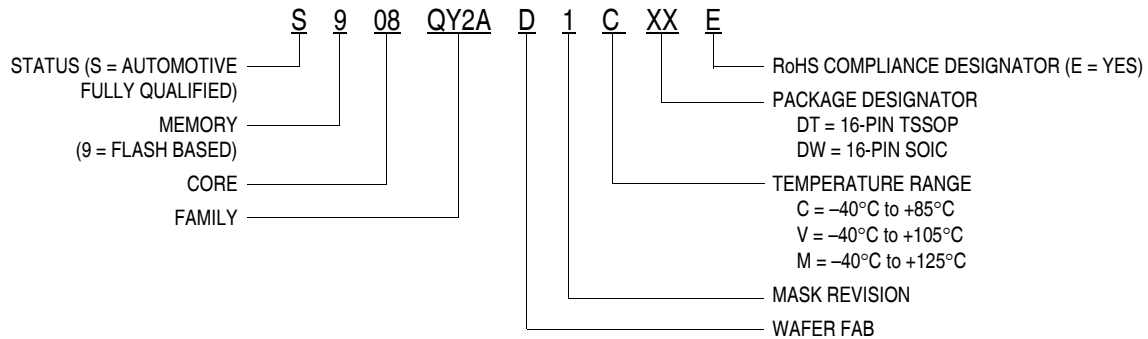 S 9 08 QY2A D 1 C XX E
STATUS (S = AUTOMOTIVE
FULLY QUALIFIED)
MEMORY
(9 = FLASH BASED)
CORE
FAMILY
RoHS COMPLIANCE DESIGNATOR (E = YES)
PACKAGE DESIGNATOR
DT = 16-PIN TSSOP
DW = 16-PIN SOIC
TEMPERATURE RANGE
C = –40°C to +85°C
V = –40°C to +105°C
M = –40°C to +125°C
MASK REVISION
WAFER FAB